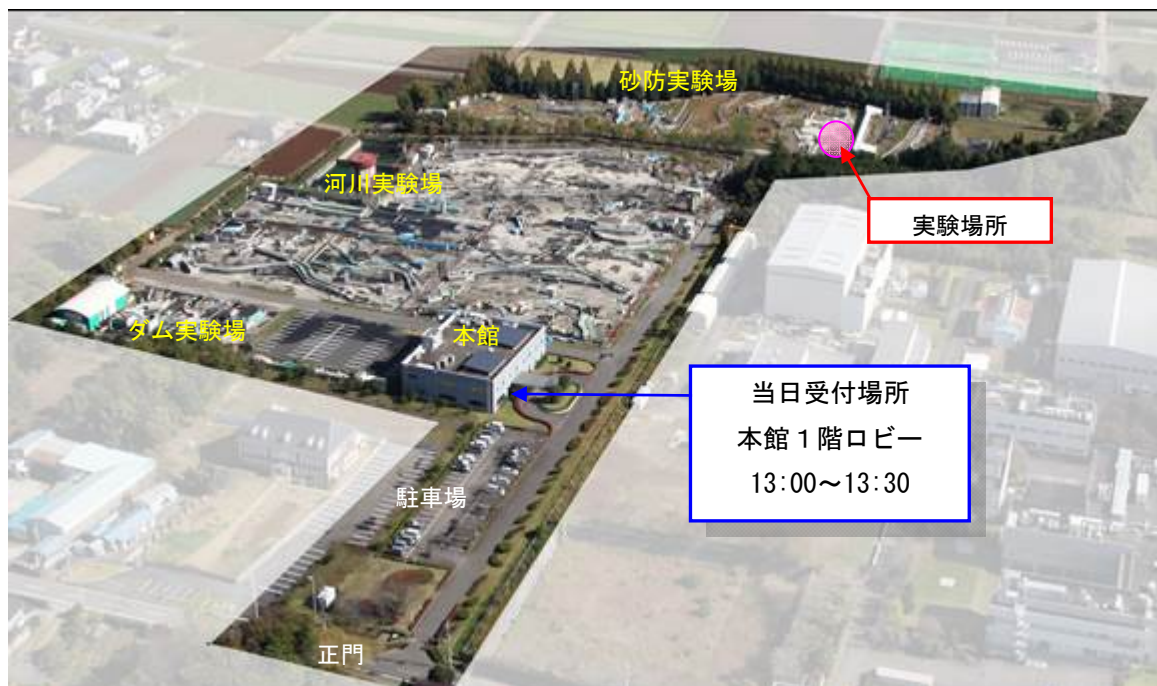 砂防実験場
河川実験場
実験場所
ダム実験場
本館
当日受付場所
本館１階ロビー
13:00～13:30
駐車場
正門